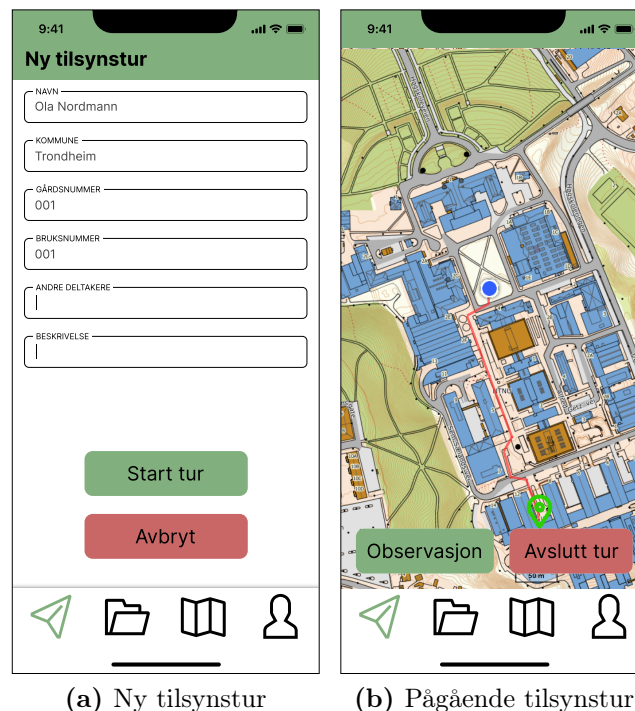 9:41
Ny tilsynstur
NAVN
Ola Nordmann
KOMMUNE
Trondheim
GÅRDSNUMMER
001
BRUKSNUMMER
001
ANDRE DELTAKERE
BESKRIVELSE
Start tur
Avbryt
(a) Ny tilsynstur
9:41
Observasjon
Avslutt tur
50 m
(b) Pågående tilsynstur